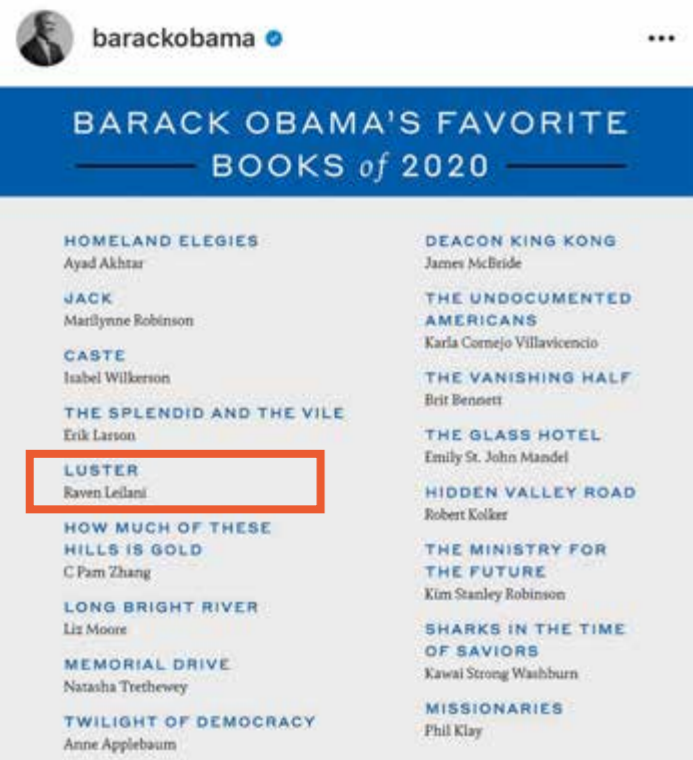 barackobama
BARACK OBAMA'S FAVORITE
BOOKS of 2020
HOMELAND ELEGIES
Ayad Akhtar
JACK
Marilynne Robinson
CASTE
Isabel Wilkerson
THE SPLENDID AND THE VILE
Erik Larson
LUSTER
Raven Leilani
HOW MUCH OF THESE
HILLS IS GOLD
C Pam Zhang
LONG BRIGHT RIVER
Liz Moore
MEMORIAL DRIVE
Natasha Trethewey
TWILIGHT OF DEMOCRACY
Anne Applebaum
DEACON KING KONG
James McBride
THE UNDOCUMENTED
AMERICANS
Karla Cornejo Villavicencio
THE VANISHING HALF
Brit Bennett
THE GLASS HOTEL
Emily St. John Mandel
HIDDEN VALLEY ROAD
Robert Kolker
THE MINISTRY FOR
THE FUTURE
Kim Stanley Robinson
SHARKS IN THE TIME
OF SAVIORS
Kawai Strong Washburn
MISSIONARIES
Phil Klay